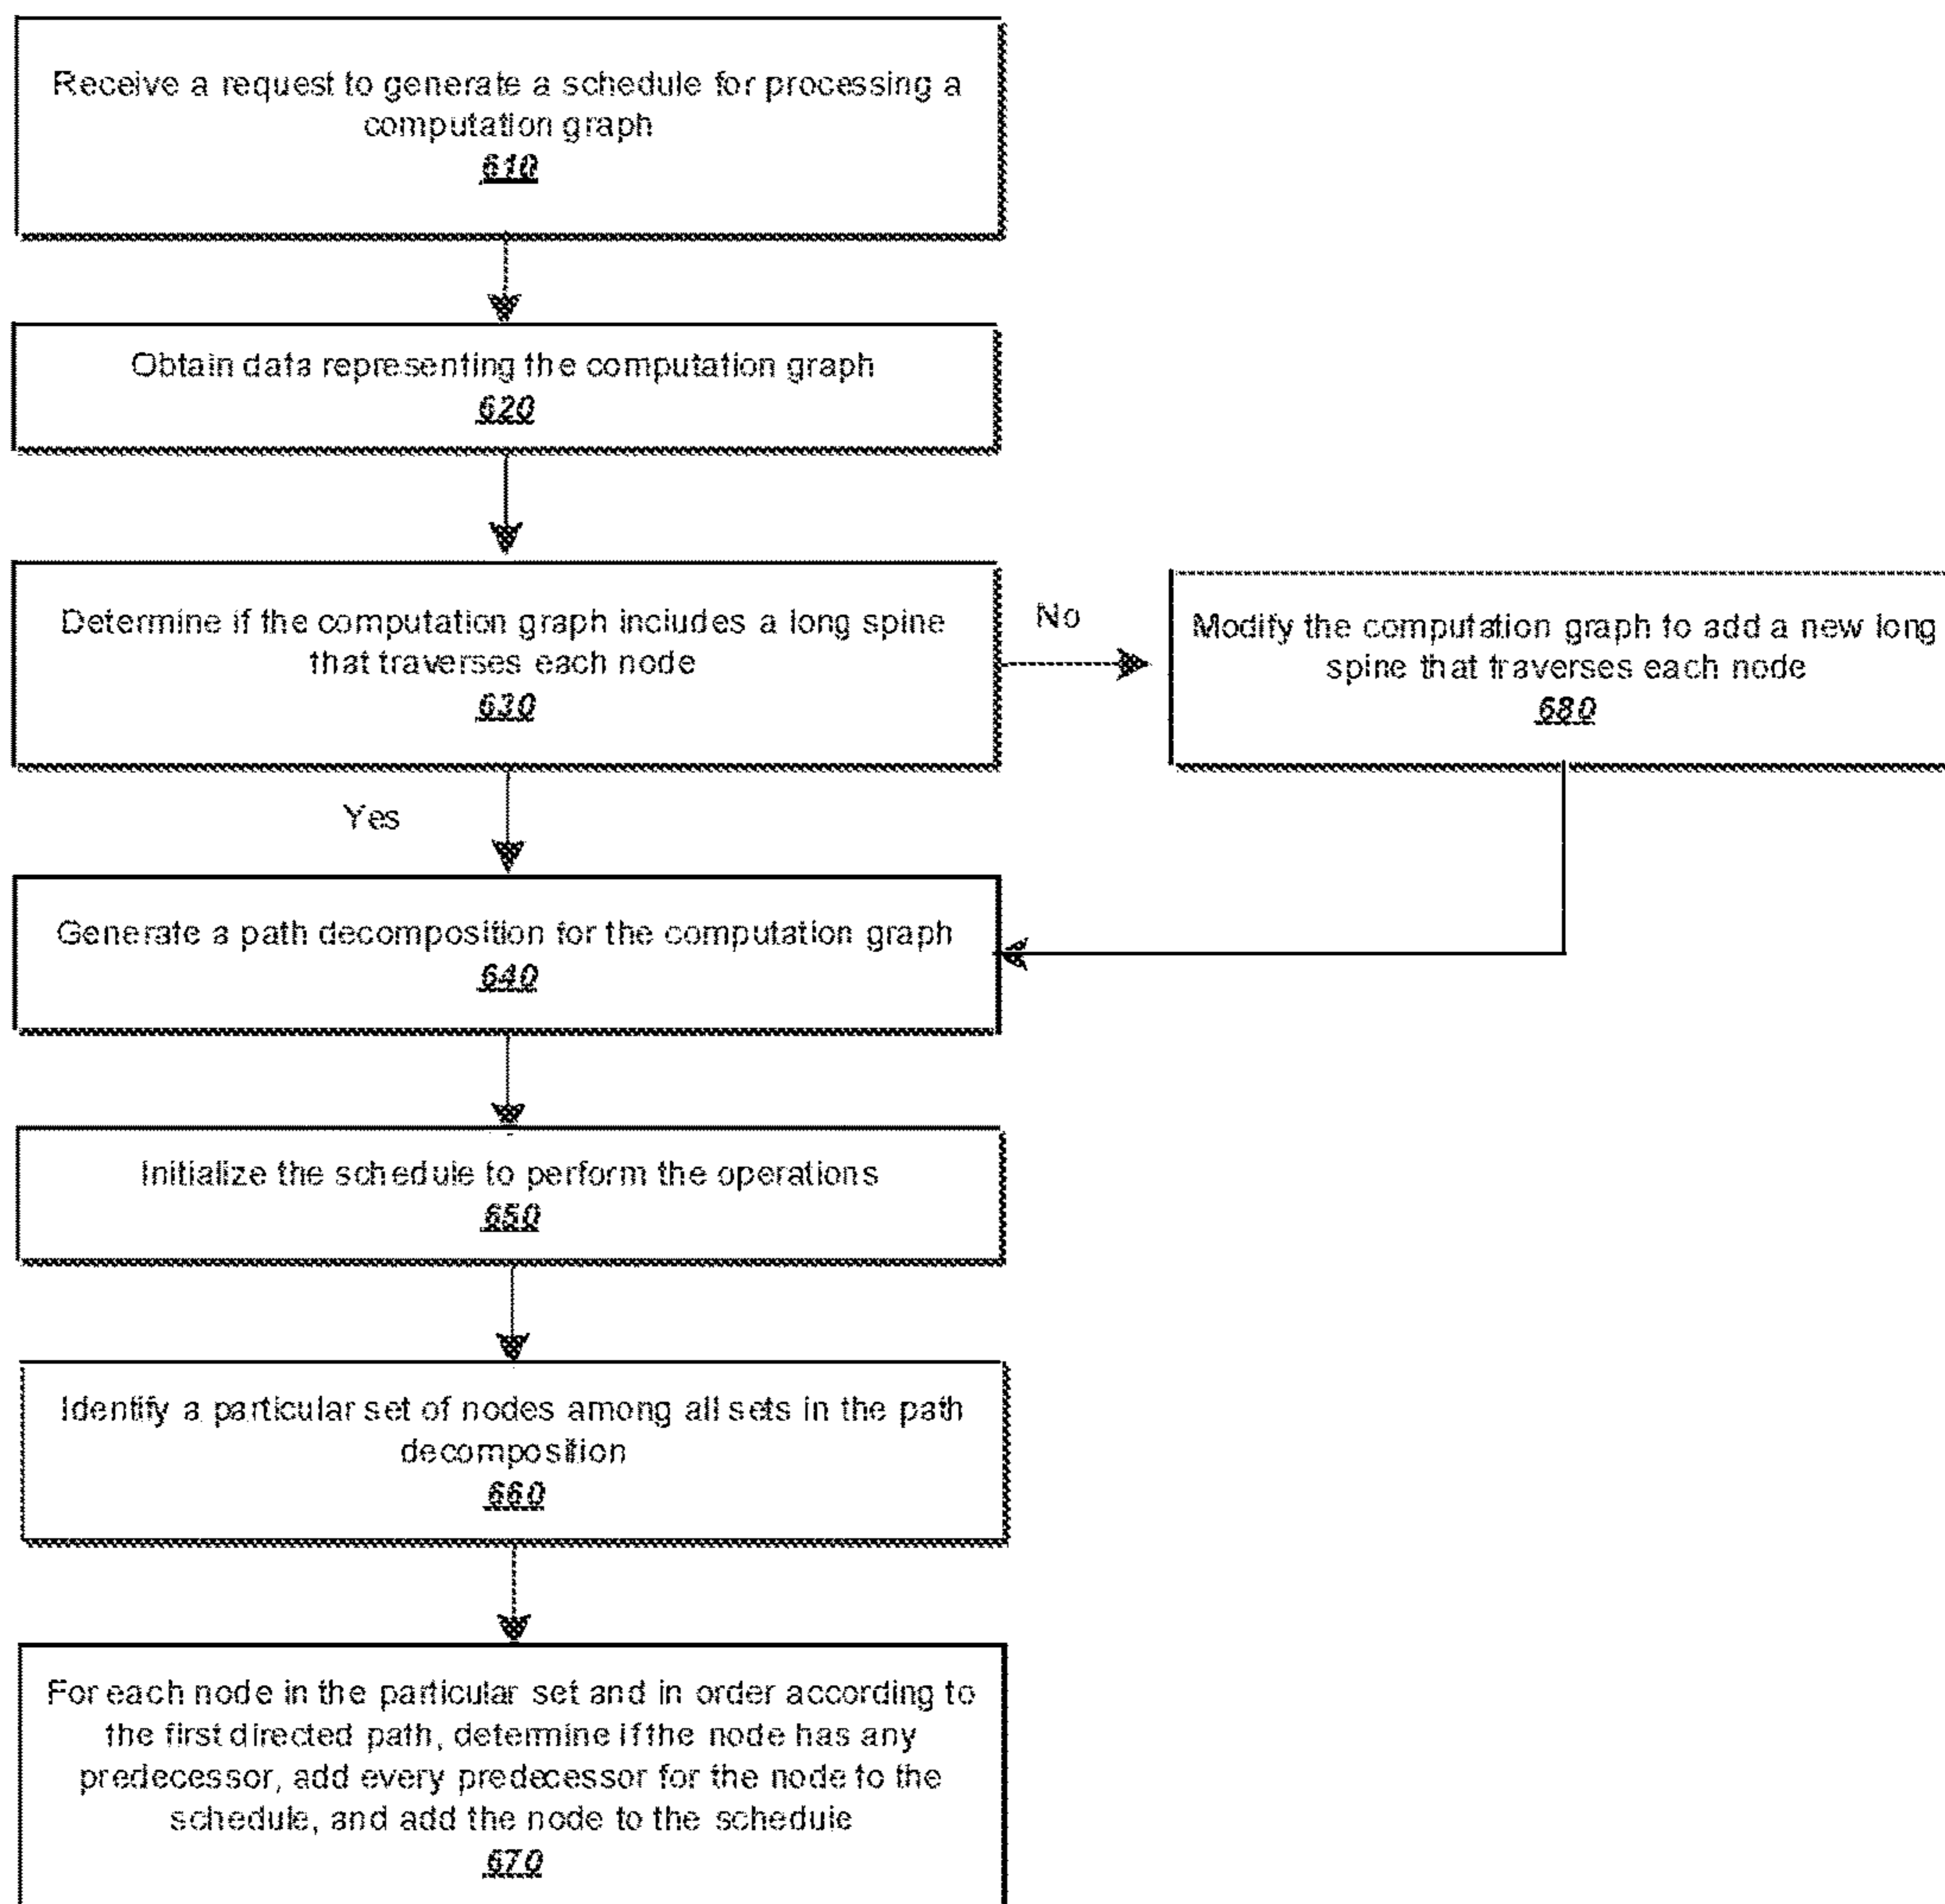 Receive a request to generate a schedule for processing a
computation graph
610
Obtain data representing the computation graph
620
Determine if the computation graph includes a long spine
that traverses each node
630
No
Modify the computation graph to add a new long
spine that traverses each node
680
Yes
Generate a path decomposition for the computation graph
640
Initialize the schedule to perform the operations
650
Identify a particular set of nodes among all sets in the path
decomposition
660
For each node in the particular set and in order according to
the first directed path, determine if the node has any
predecessor, add every predecessor for the node to the
schedule, and add the node to the schedule
670